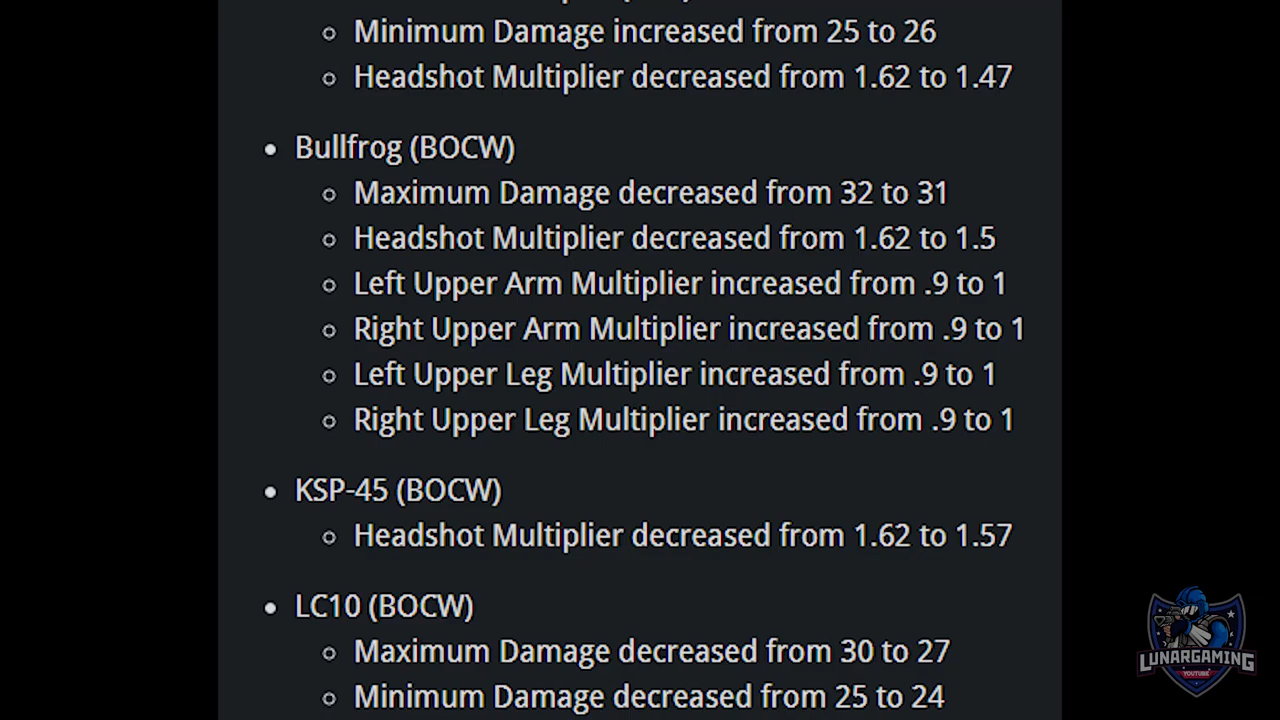 Minimum Damage increased from 25 to 26
Headshot Multiplier decreased from 1.62 to 1.47
Bullfrog (BOCW)
Maximum Damage decreased from 32 to 31
Headshot Multiplier decreased from 1.62 to 1.5
Left Upper Arm Multiplier increased from .9 to 1
Right Upper Arm Multiplier increased from .9 to 1
Left Upper Leg Multiplier increased from .9 to 1
Right Upper Leg Multiplier increased from .9 to 1
KSP-45 (BOCW)
Headshot Multiplier decreased from 1.62 to 1.57
LC10 (BOCW)
Maximum Damage decreased from 30 to 27
Minimum Damage decreased from 25 to 24
LUNARGAMING
YOUTUBE